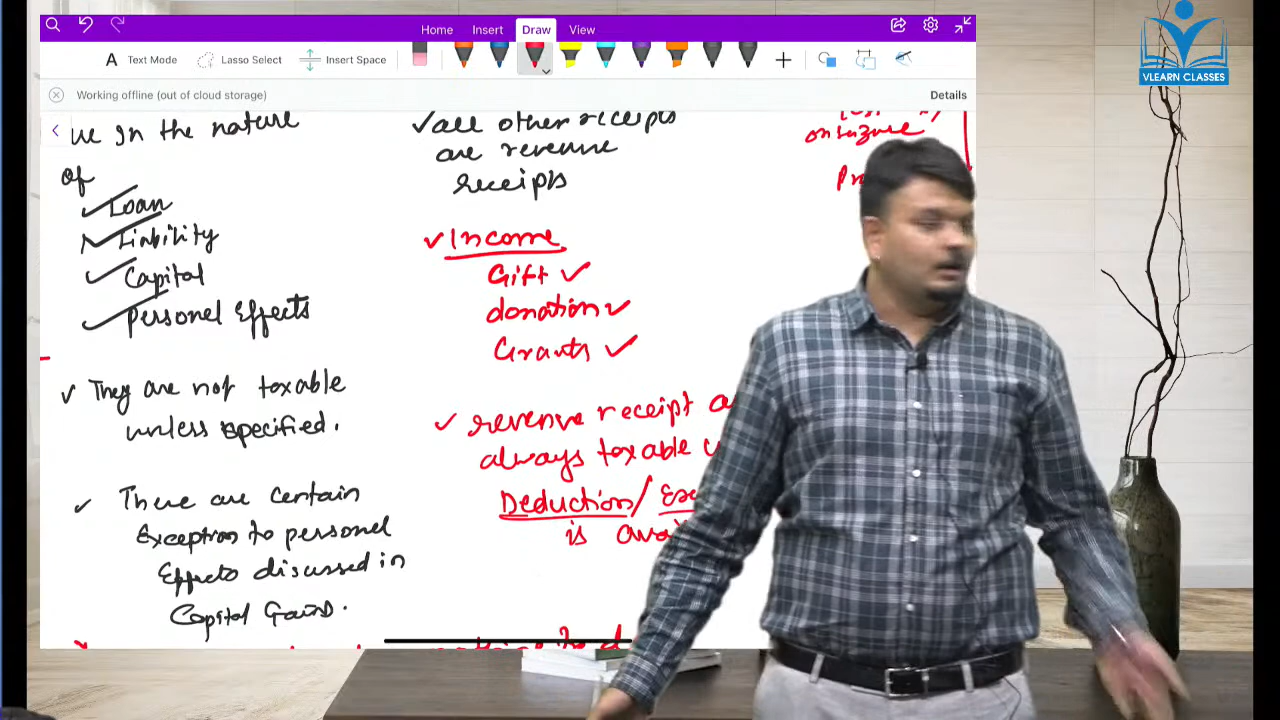 Home Insert Draw View
VLEARN CLASSES
A Text Mode Lasso Select Insert Space
Working offline (out of cloud storage) Details
in the nature
of
Loan
Liability
Capital
Personel Effects
They are not taxable
unless specified.
There are certain
Exception to personel
Effects discussed in
Capital Gains.
all other receipts
are revenue
receipts
Income
Gift
donation
Grants
revenue receipt
always taxable
Deduction/
is
on seizure